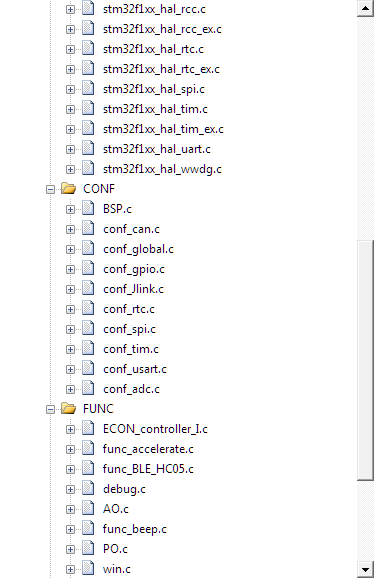 stm32f1xx_hal_rcc.c
stm32f1xx_hal_rcc_ex.c
stm32f1xx_hal_rtc.c
stm32f1xx_hal_rtc_ex.c
stm32f1xx_hal_spi.c
stm32f1xx_hal_tim.c
stm32f1xx_hal_tim_ex.c
stm32f1xx_hal_uart.c
stm32f1xx_hal_wwdg.c
CONF
BSP.c
conf_can.c
conf_global.c
conf_gpio.c
conf_Jlink.c
conf_rtc.c
conf_spi.c
conf_tim.c
conf_usart.c
conf_adc.c
FUNC
ECON_controller_I.c
func_accelerate.c
func_BLE_HC05.c
debug.c
AO.c
func_beep.c
PO.c
win.c